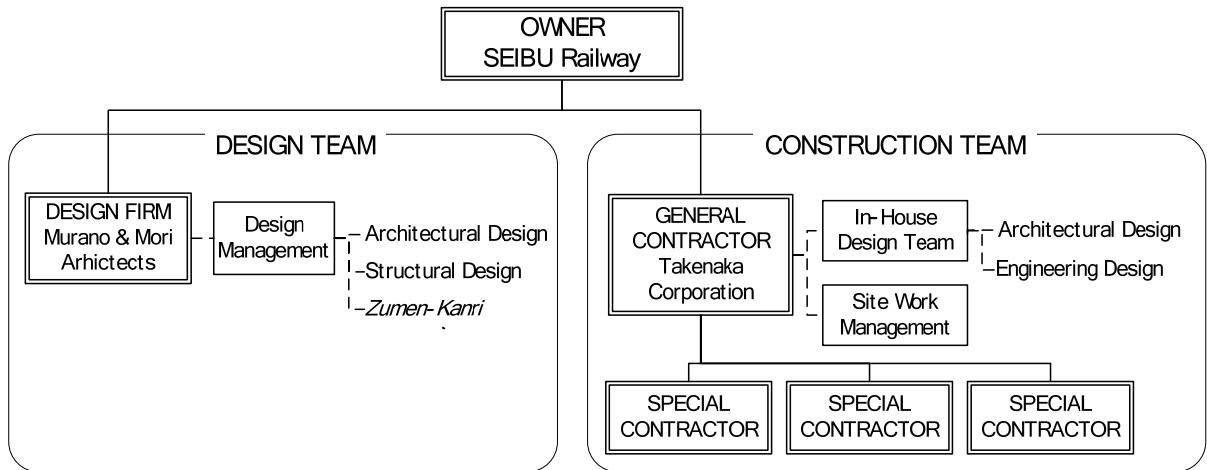 OWNER
SEIBU Railway
DESIGN TEAM
DESIGN FIRM
Murano & Mori
Arhictects
Design
Management
Architectural Design
Structural Design
Zumen-Kanri
CONSTRUCTION TEAM
GENERAL
CONTRACTOR
Takenaka
Corporation
In-House
Design Team
Architectural Design
Engineering Design
Site Work
Management
SPECIAL
CONTRACTOR
SPECIAL
CONTRACTOR
SPECIAL
CONTRACTOR